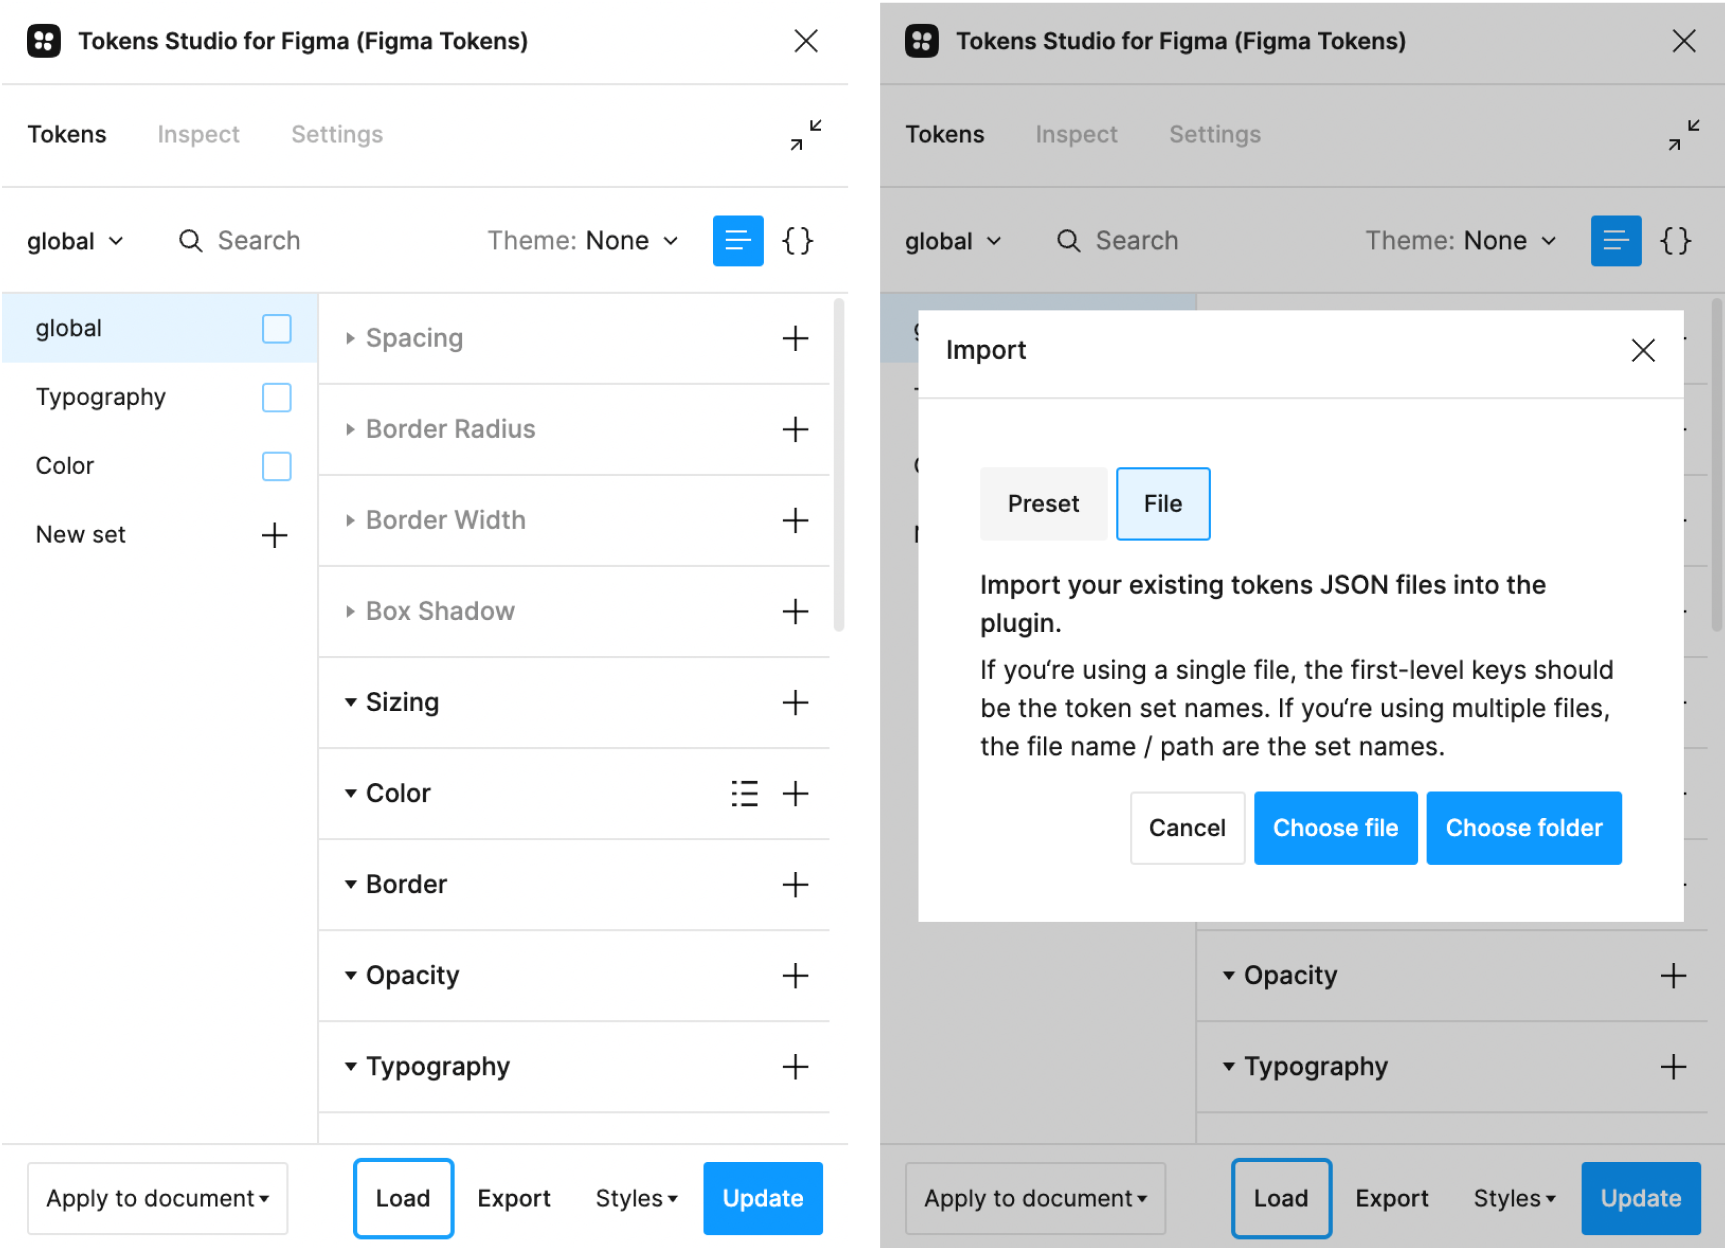 Tokens Studio for Figma (Figma Tokens)
Tokens Inspect Settings
global Search Theme: None {}
global
Typography
Color
New set
Spacing
Border Radius
Border Width
Box Shadow
Sizing
Color
Border
Opacity
Typography
Apply to document Load Export Styles Update
Tokens Studio for Figma (Figma Tokens)
Tokens Inspect Settings
global Search Theme: None {}
Import
Preset File
Import your existing tokens JSON files into the
plugin.
If you‘re using a single file, the first-level keys should
be the token set names. If you‘re using multiple files,
the file name / path are the set names.
Cancel Choose file Choose folder
Opacity
Typography
Apply to document Load Export Styles Update